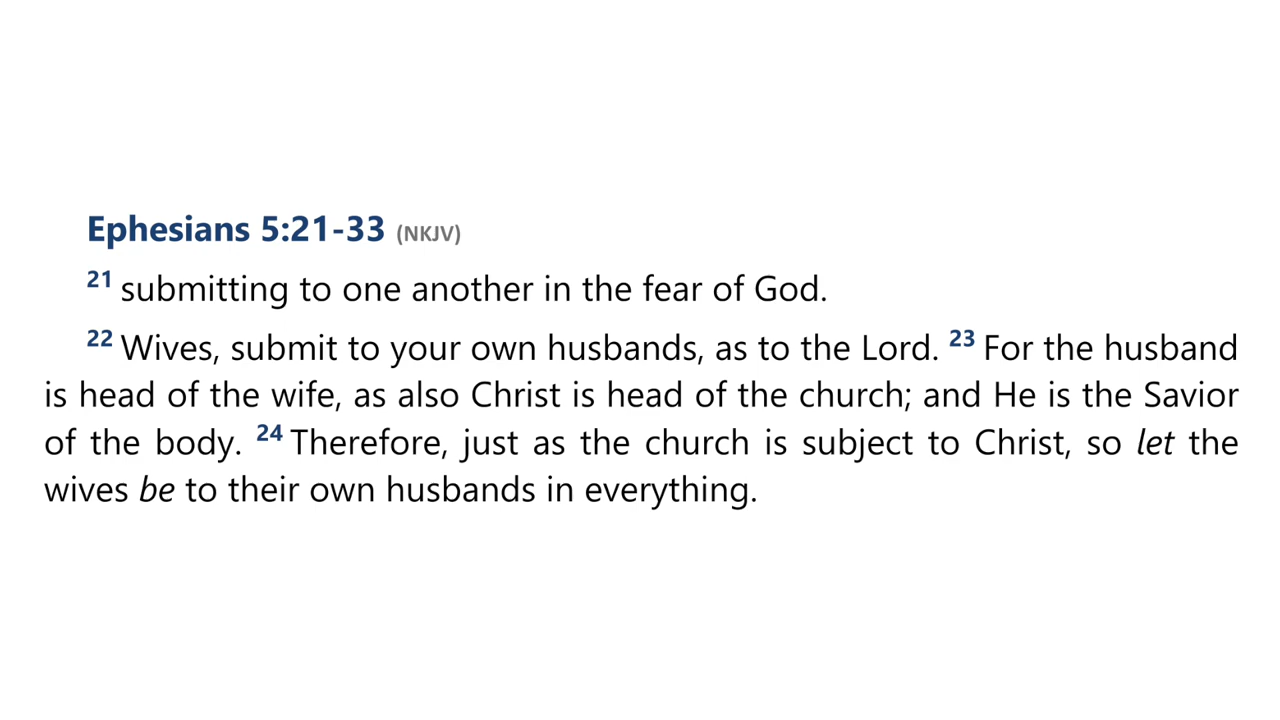 Ephesians 5:21-33 (NKJV)
21 submitting to one another in the fear of God.
22 Wives, submit to your own husbands, as to the Lord. 23 For the husband
is head of the wife, as also Christ is head of the church; and He is the Savior
of the body. 24 Therefore, just as the church is subject to Christ, so let the
wives be to their own husbands in everything.